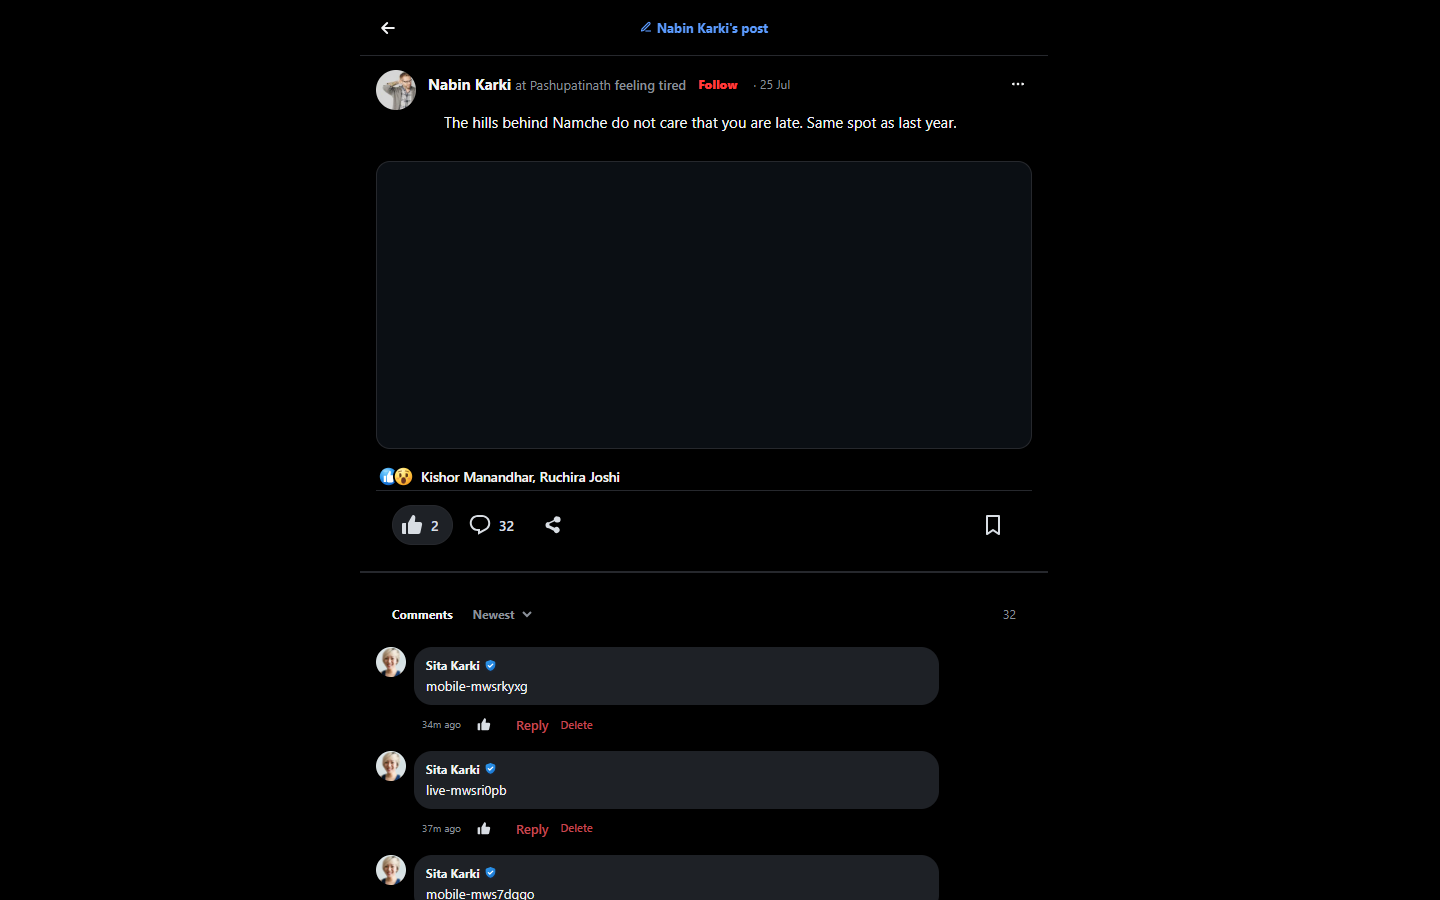 Nabin Karki's post
Nabin Karki at Pashupatinath feeling tired Follow · 25 Jul
The hills behind Namche do not care that you are late. Same spot as last year.
Kishor Manandhar, Ruchira Joshi
2 32
Comments Newest 32
Sita Karki
mobile-mwsrkyxg
34m ago Reply Delete
Sita Karki
live-mwsri0pb
37m ago Reply Delete
Sita Karki